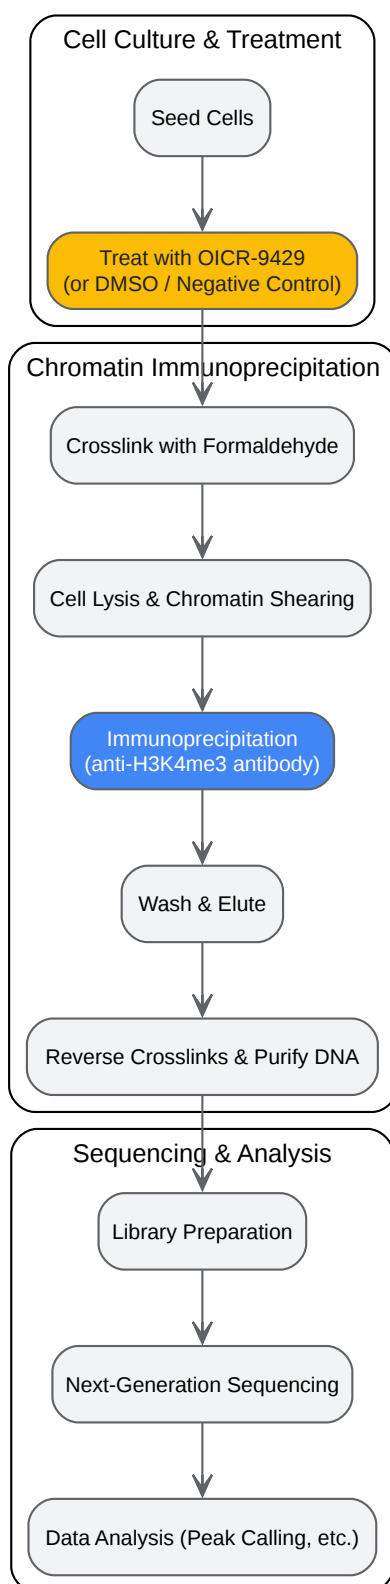 Cell Culture & Treatment
Seed Cells
Treat with OICR-9429
(or DMSO / Negative Control)
Chromatin Immunoprecipitation
Crosslink with Formaldehyde
Cell Lysis & Chromatin Shearing
Immunoprecipitation
(anti-H3K4me3 antibody)
Wash & Elute
Reverse Crosslinks & Purify DNA
Sequencing & Analysis
Library Preparation
Next-Generation Sequencing
Data Analysis (Peak Calling, etc.)